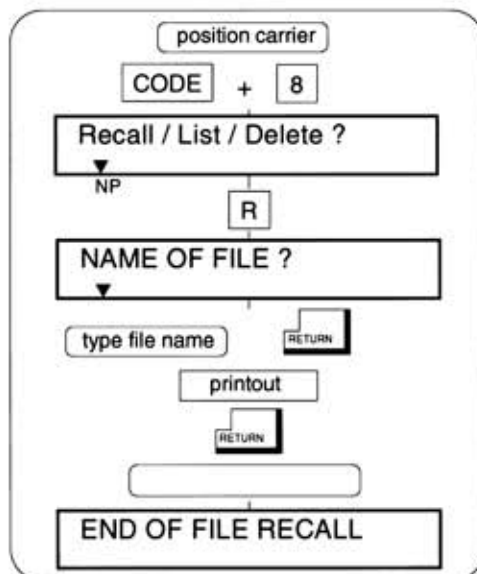 position carrier
CODE + 8
Recall / List / Delete ?
NP
R
NAME OF FILE ?
type file name RETURN
printout
RETURN
END OF FILE RECALL